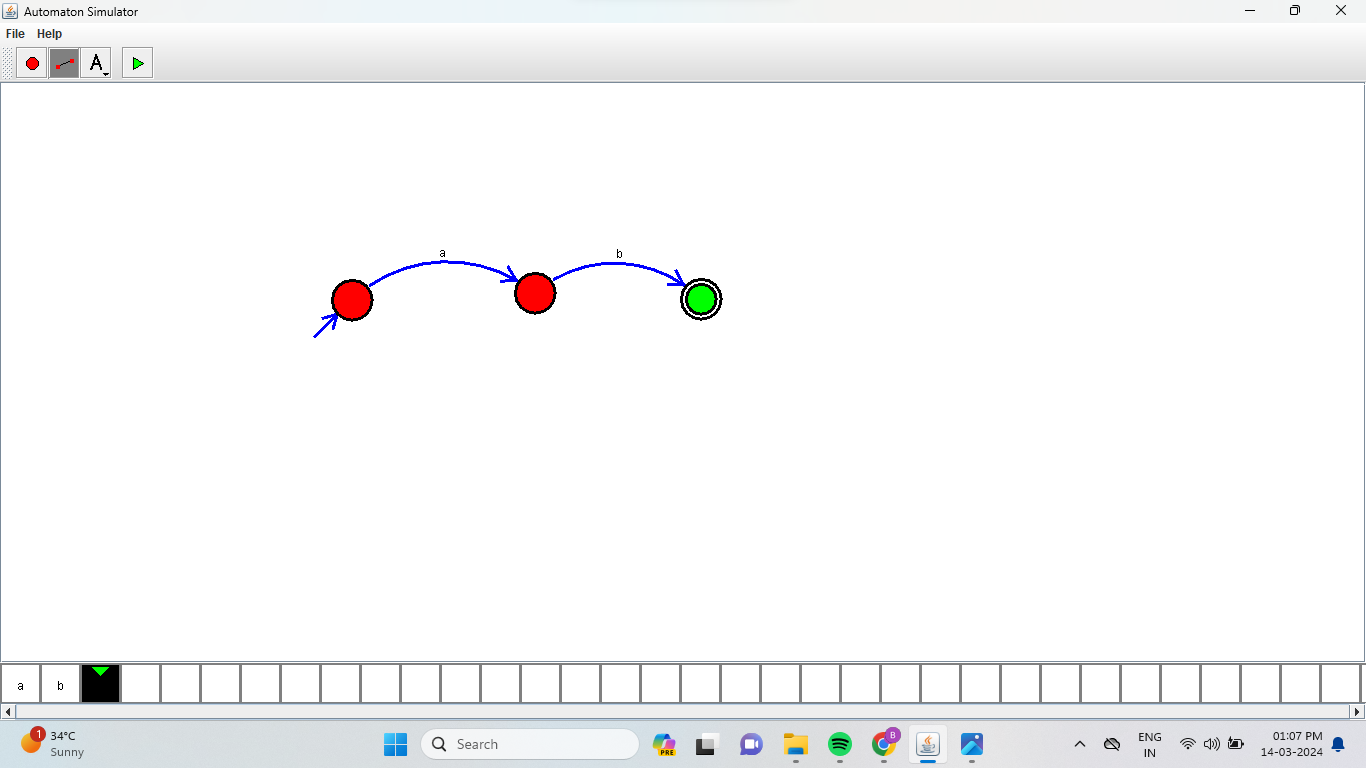 Automaton Simulator
File Help
A
a
b
a b
1
34°C
Sunny
Search
PRE
B
ENG
IN
01:07 PM
14-03-2024